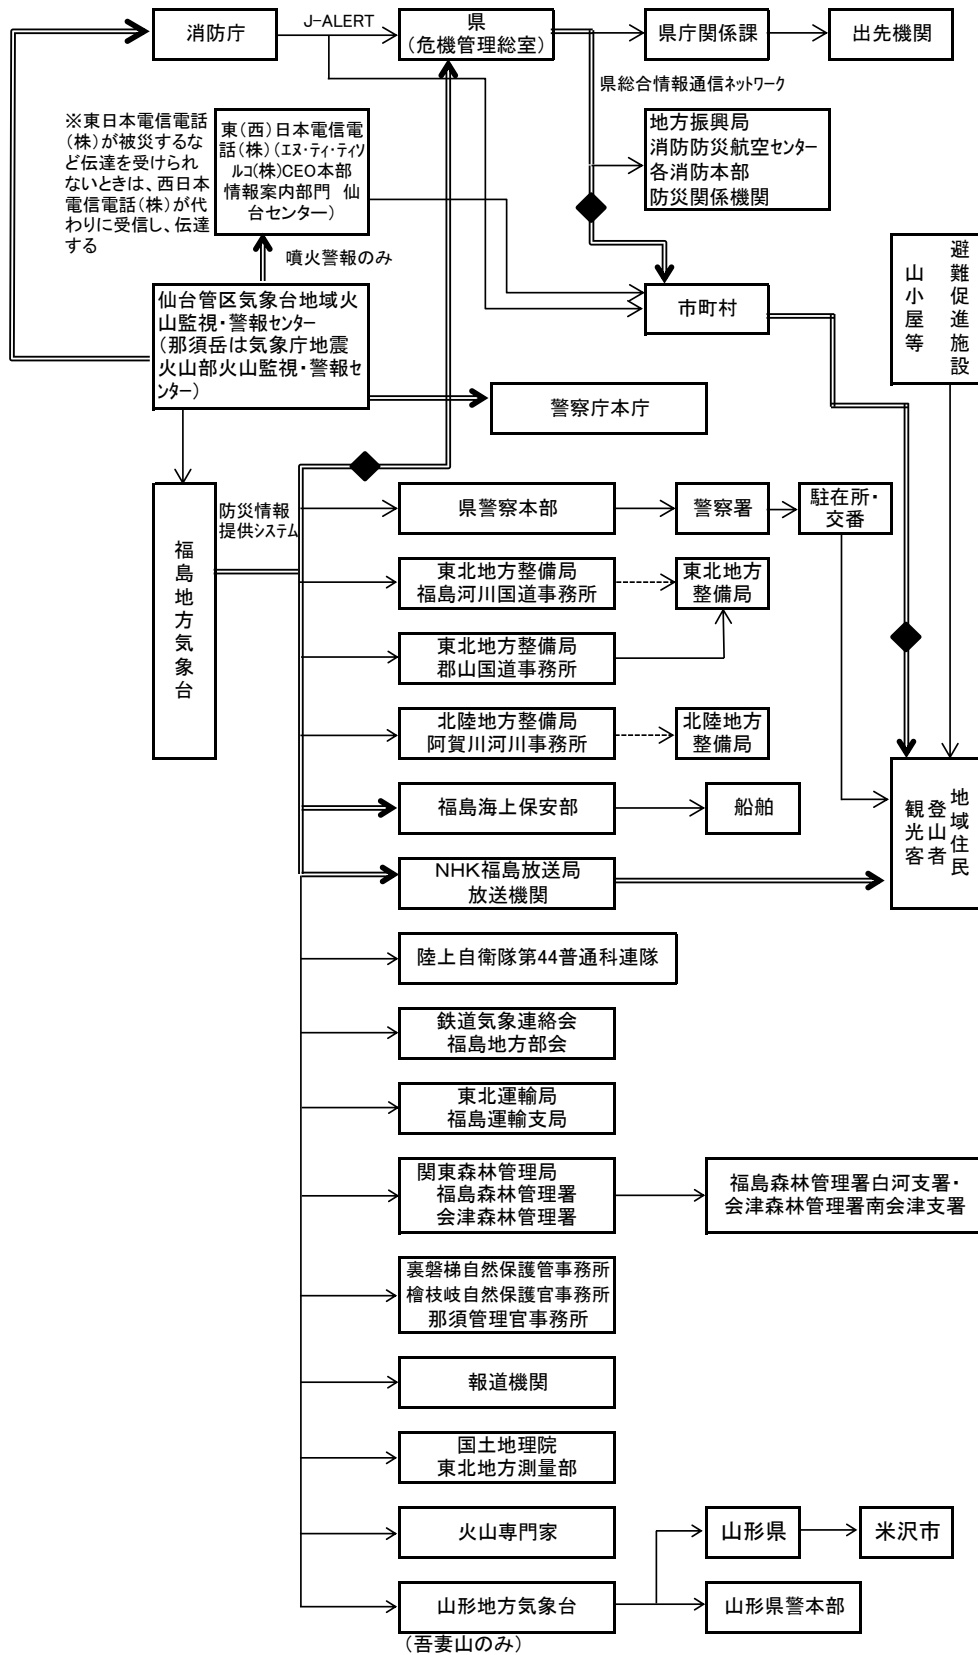 消防庁
J-ALERT
県
(危機管理総室)
県庁関係課
出先機関
県総合情報通信ネットワーク
※東日本電信電話
(株)が被災するな
ど伝達を受けられ
ないときは、西日本
電信電話(株)が代
わりに受信し、伝達
する
東(西)日本電信電
話(株)(エヌ・ティ・ティソ
ルコ(株)CEO本部
情報案内部門 仙
台センター)
地方振興局
消防防災航空センター
各消防本部
防災関係機関
噴火警報のみ
避難促進施設
山小屋等
仙台管区気象台地域火
山監視・警報センター
(那須岳は気象庁地震
火山部火山監視・警報セ
ンター)
市町村
警察庁本庁
福島地方気象台
防災情報
提供システム
県警察本部
警察署
駐在所・
交番
東北地方整備局
福島河川国道事務所
東北地方
整備局
東北地方整備局
郡山国道事務所
北陸地方整備局
阿賀川河川事務所
北陸地方
整備局
福島海上保安部
船舶
地域住民
登山者
観光客
NHK福島放送局
放送機関
陸上自衛隊第44普通科連隊
鉄道気象連絡会
福島地方部会
東北運輸局
福島運輸支局
関東森林管理局
福島森林管理署
会津森林管理署
福島森林管理署白河支署・
会津森林管理署南会津支署
裏磐梯自然保護管事務所
檜枝岐自然保護官事務所
那須管理官事務所
報道機関
国土地理院
東北地方測量部
火山専門家
山形県
米沢市
山形地方気象台
山形県警本部
(吾妻山のみ)